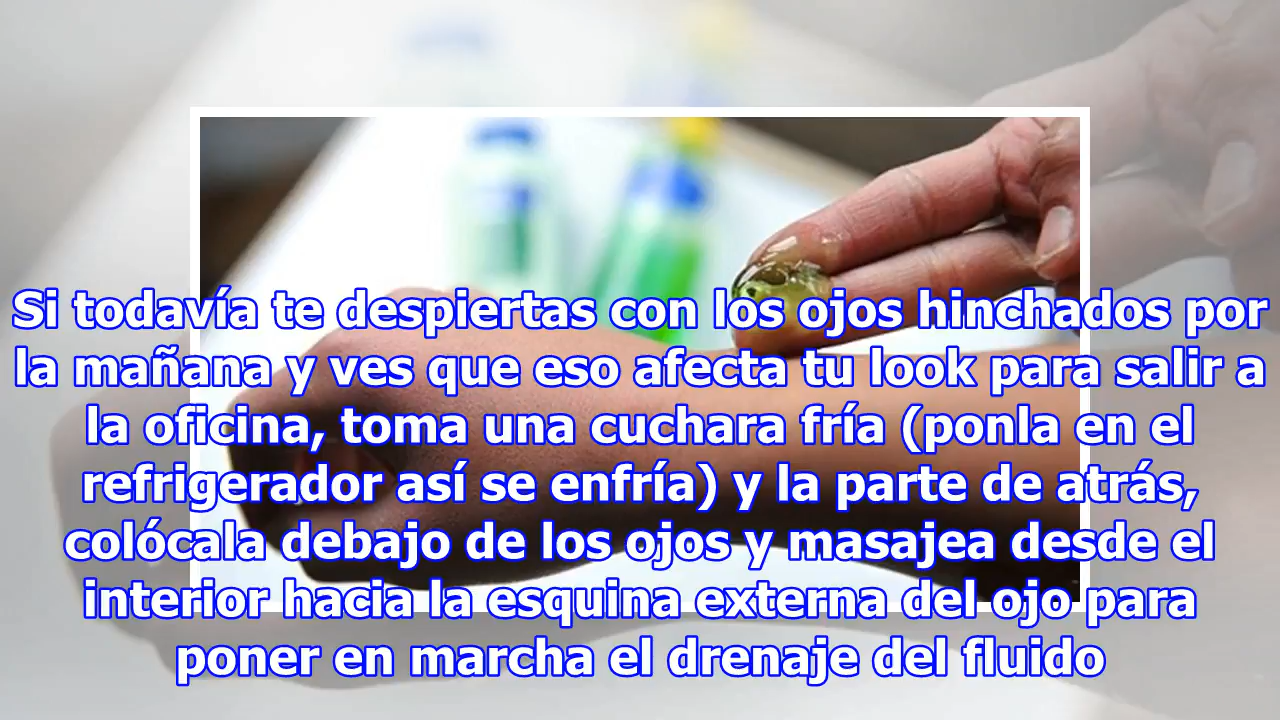 Si todavía te despiertas con los ojos hinchados por
la mañana y ves que eso afecta tu look para salir a
la oficina, toma una cuchara fría (ponla en el
refrigerador así se enfría) y la parte de atrás,
colócala debajo de los ojos y masajea desde el
interior hacia la esquina externa del ojo para
poner en marcha el drenaje del fluido